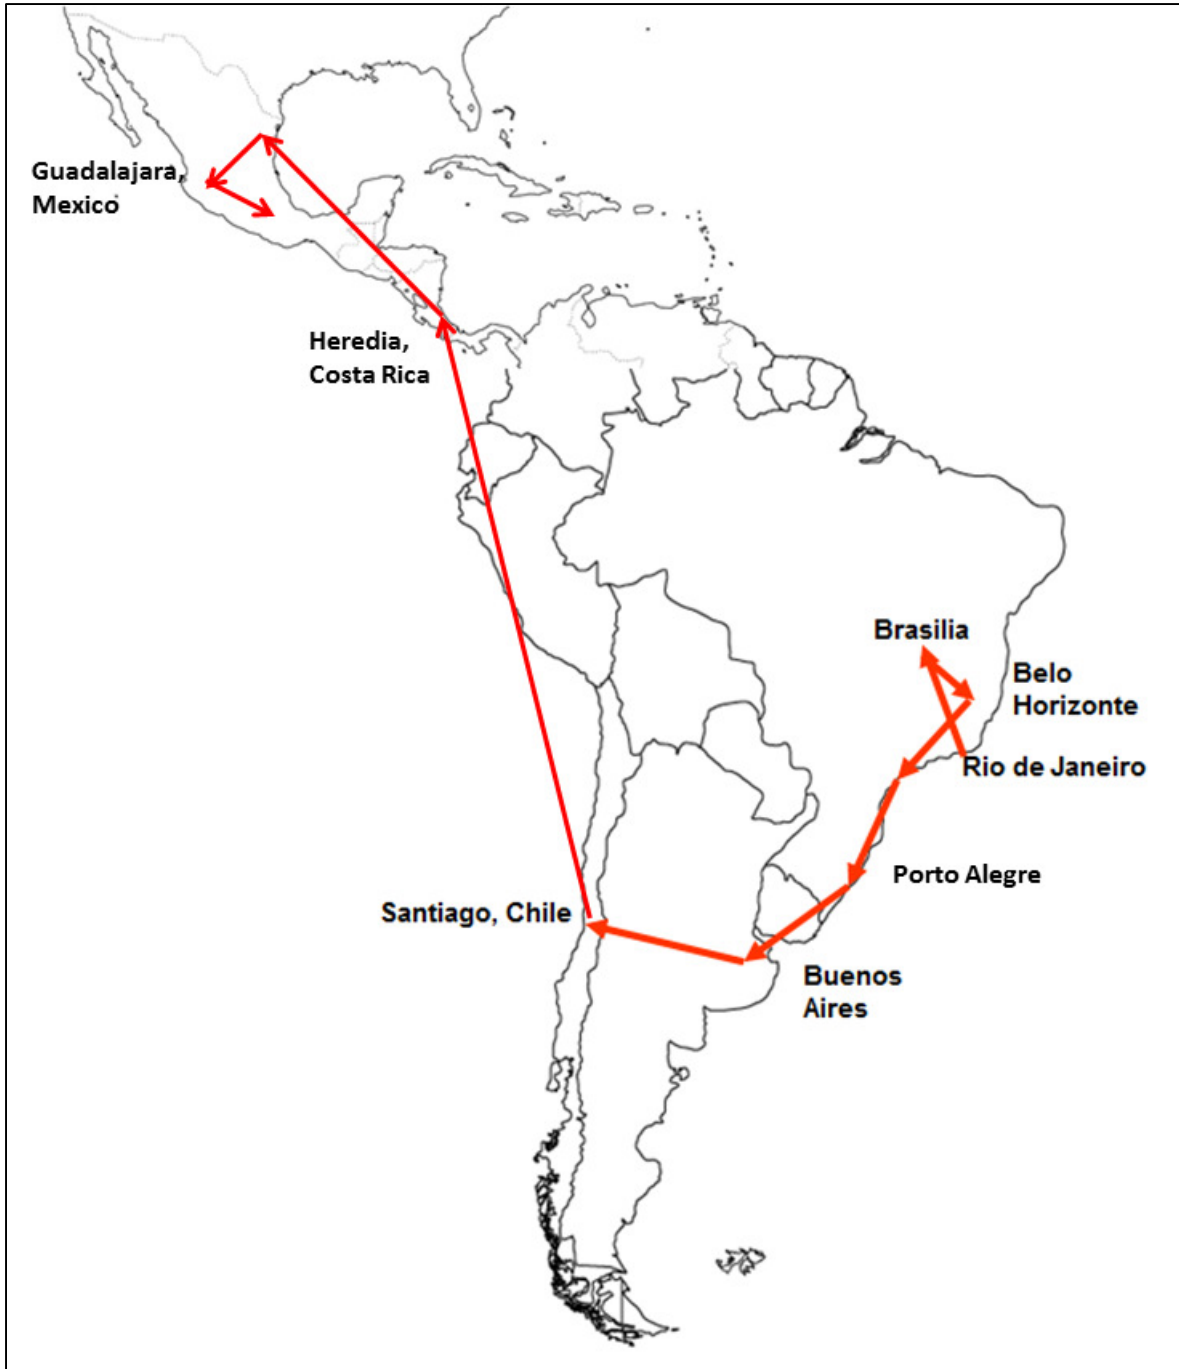 Guadalajara,
Mexico
Heredia,
Costa Rica
Brasilia
Belo
Horizonte
Rio de Janeiro
Porto Alegre
Santiago, Chile
Buenos
Aires